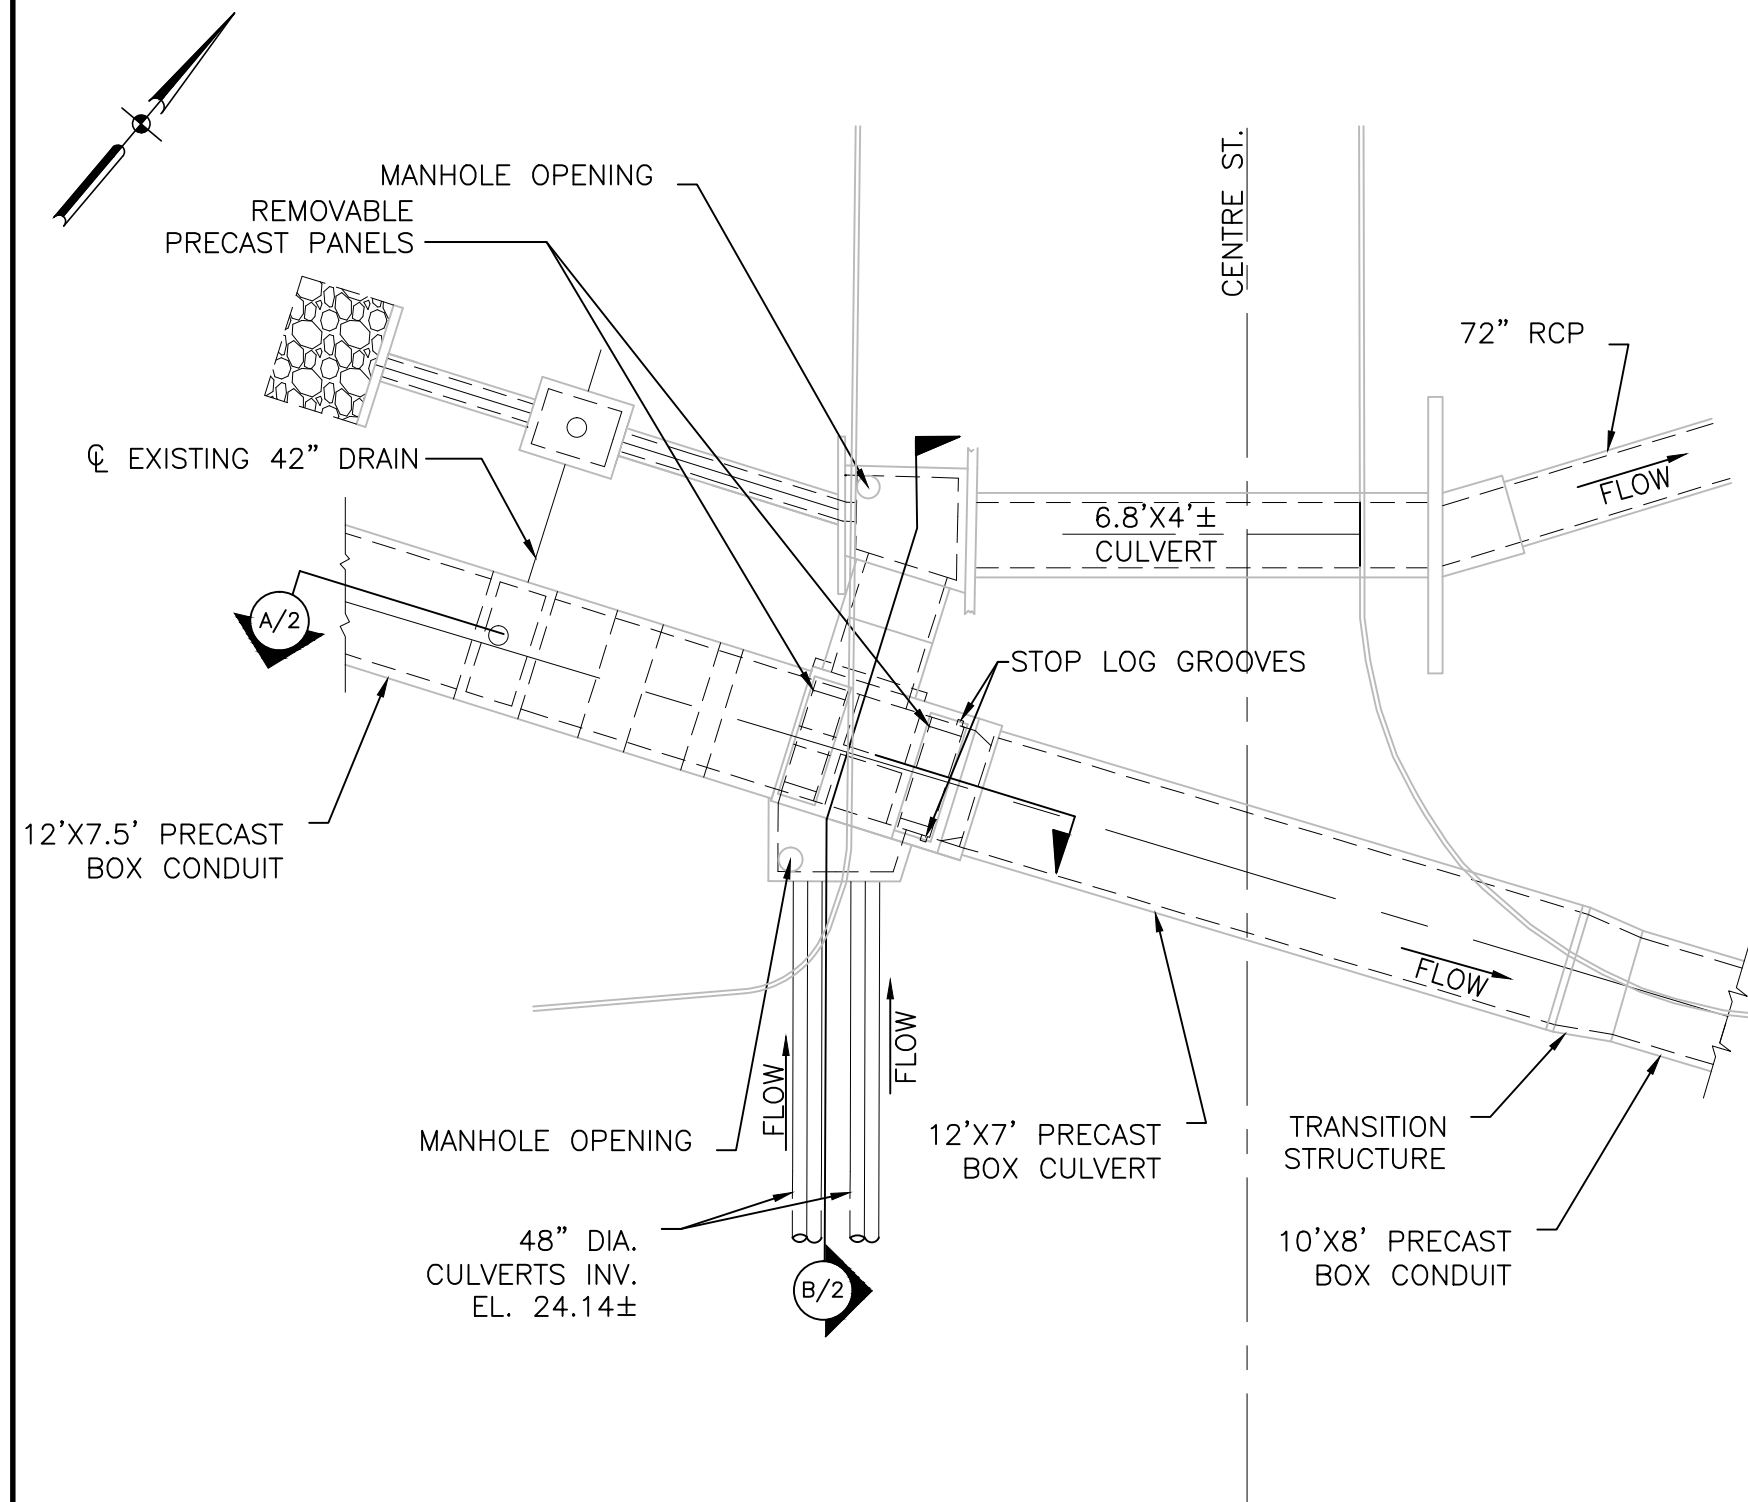 MANHOLE OPENING
REMOVABLE
PRECAST PANELS
CENTRE ST.
72" RCP
FLOW
℄ EXISTING 42" DRAIN
6.8'X4'±
CULVERT
A/2
STOP LOG GROOVES
12'X7.5' PRECAST
BOX CONDUIT
FLOW
FLOW
FLOW
MANHOLE OPENING
12'X7' PRECAST
BOX CULVERT
TRANSITION
STRUCTURE
48" DIA.
CULVERTS INV.
EL. 24.14±
B/2
10'X8' PRECAST
BOX CONDUIT